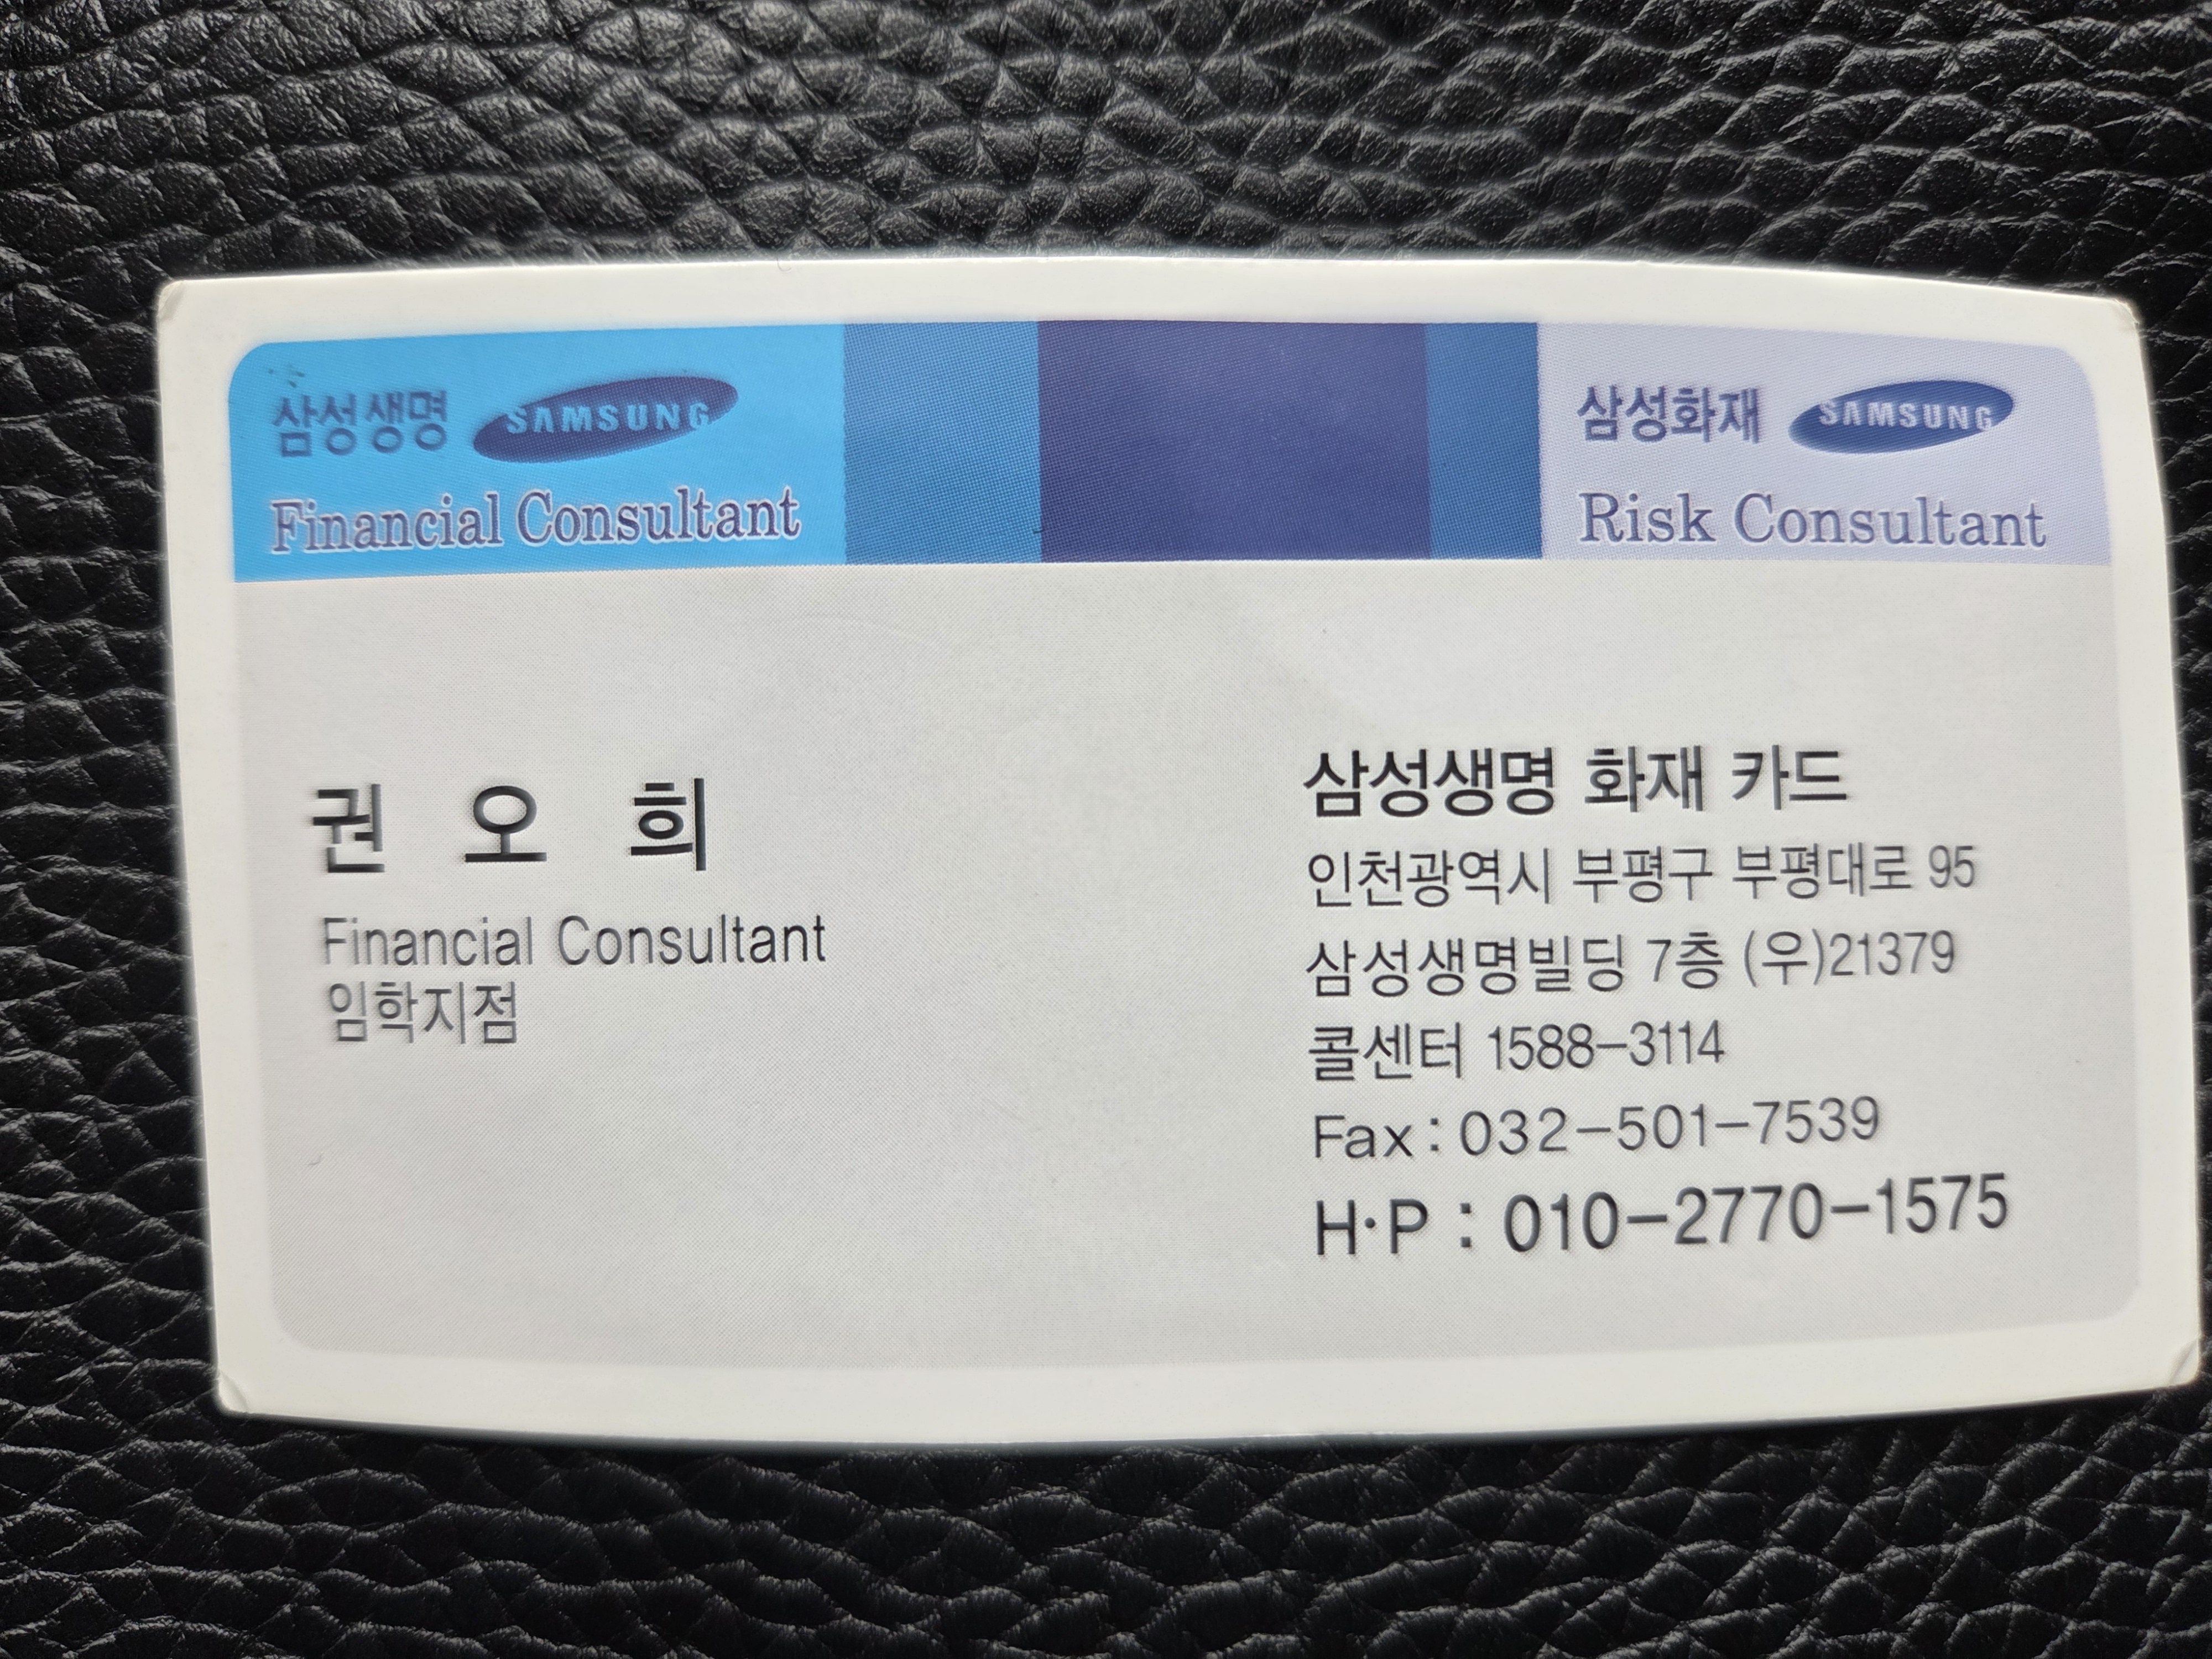 삼성생명 SAMSUNG
Financial Consultant
삼성화재 SAMSUNG
Risk Consultant
권 오 희
Financial Consultant
임학지점
삼성생명 화재 카드
인천광역시 부평구 부평대로 95
삼성생명빌딩 7층 (우)21379
콜센터 1588-3114
Fax : 032-501-7539
H·P : 010-2770-1575